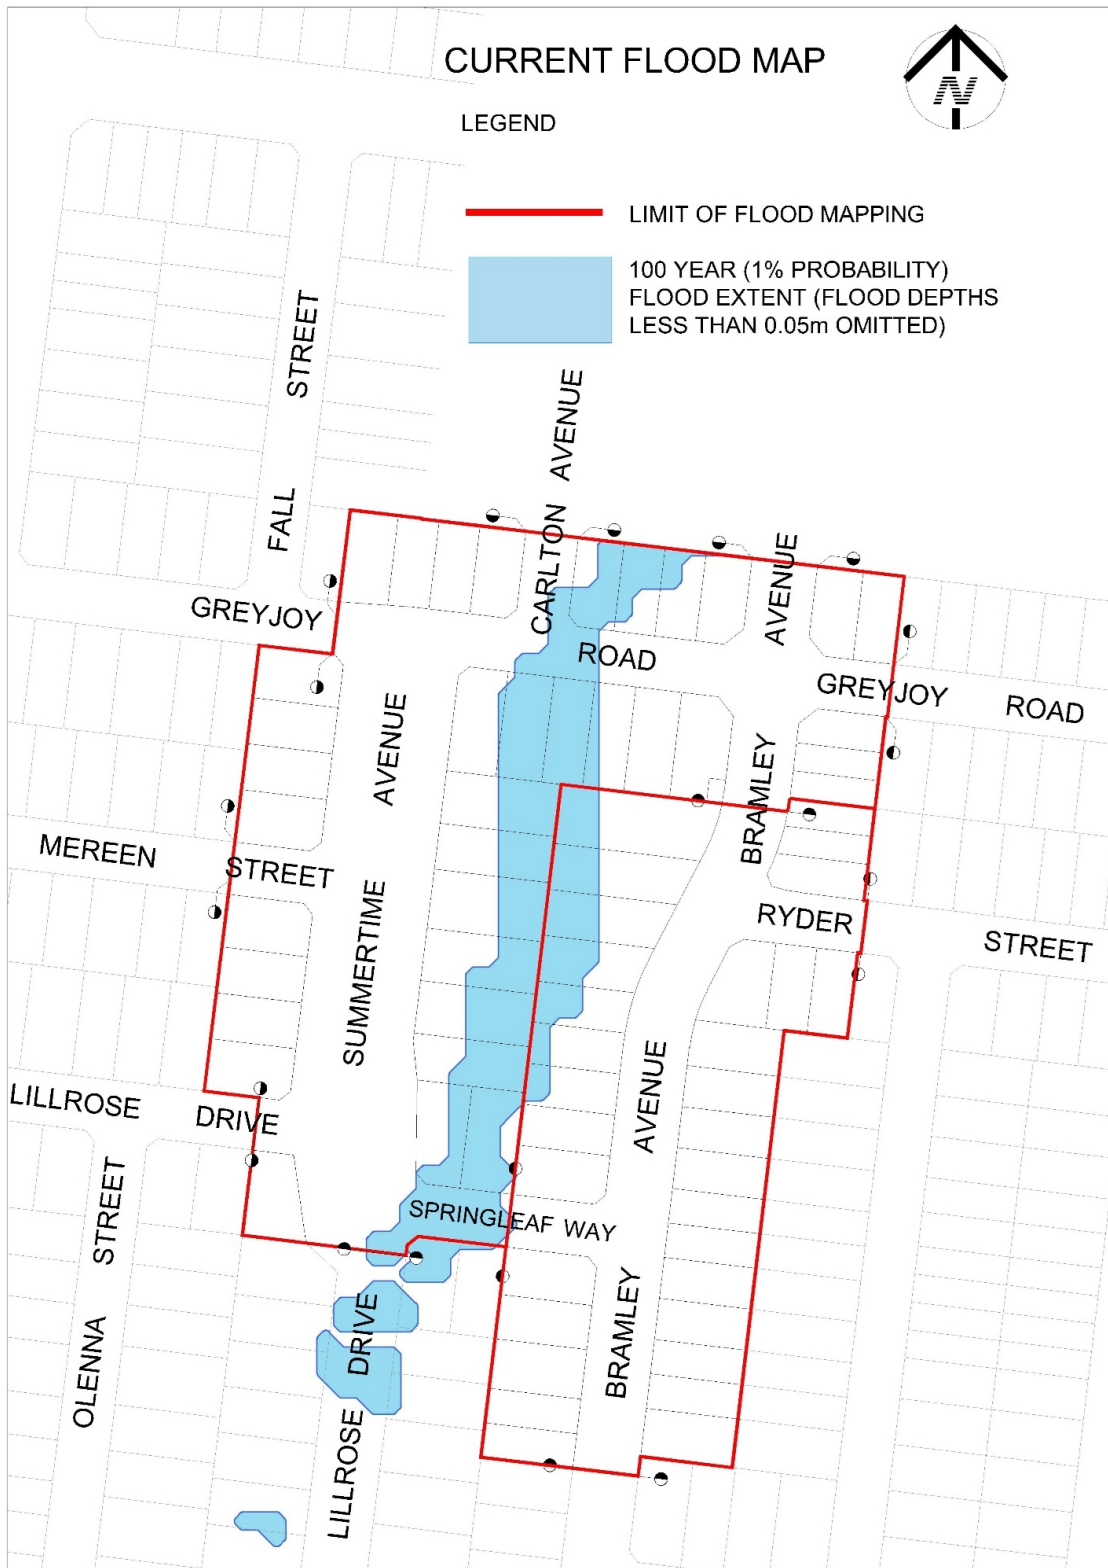 CURRENT FLOOD MAP
N
LEGEND
LIMIT OF FLOOD MAPPING
100 YEAR (1% PROBABILITY)
FLOOD EXTENT (FLOOD DEPTHS
LESS THAN 0.05m OMITTED)
FALL STREET
CARLTON AVENUE
AVENUE
GREYJOY
ROAD
GREYJOY
ROAD
SUMMERTIME AVENUE
BRAMLEY
MEREEN
STREET
RYDER
STREET
AVENUE
LILLROSE
DRIVE
OLENNA STREET
SPRINGLEAF WAY
BRAMLEY
LILLROSE DRIVE